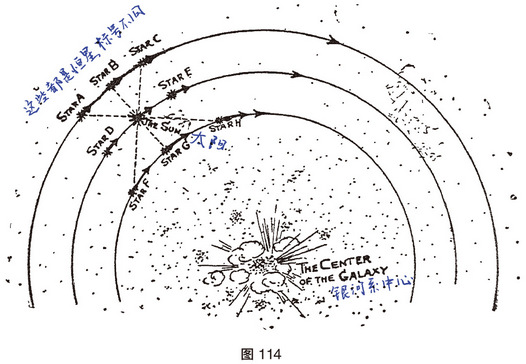 这些都是恒星,标号不同
STAR A
STAR B
STAR C
STAR D
STAR E
THE SUN
太阳
STAR F
STAR G
STAR H
THE CENTER
OF THE GALAXY
银河系中心
图 114